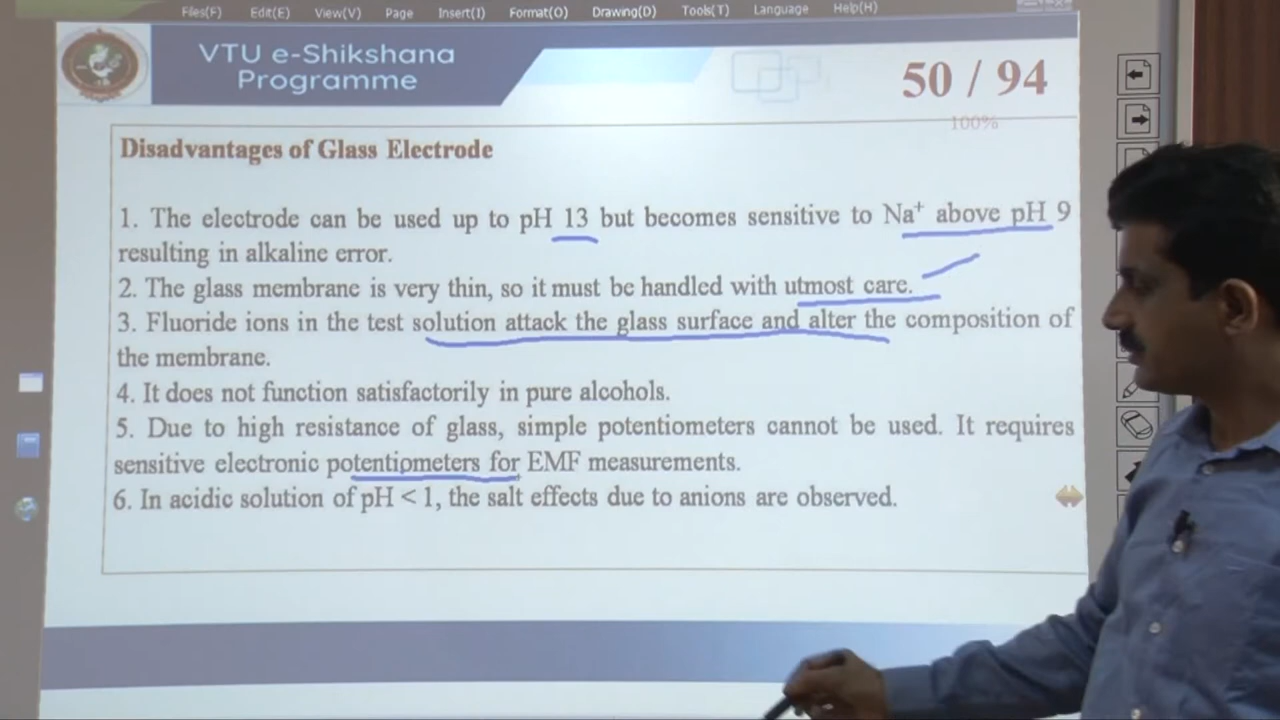 Files(F) Edit(E) View(V) Page Insert(I) Format(O) Drawing(D) Tools(T) Language Help(H)
VTU e-Shikshana
Programme
50 / 94
100%
Disadvantages of Glass Electrode
1. The electrode can be used up to pH 13 but becomes sensitive to Na⁺ above pH 9
resulting in alkaline error.
2. The glass membrane is very thin, so it must be handled with utmost care.
3. Fluoride ions in the test solution attack the glass surface and alter the composition of
the membrane.
4. It does not function satisfactorily in pure alcohols.
5. Due to high resistance of glass, simple potentiometers cannot be used. It requires
sensitive electronic potentiometers for EMF measurements.
6. In acidic solution of pH < 1, the salt effects due to anions are observed.